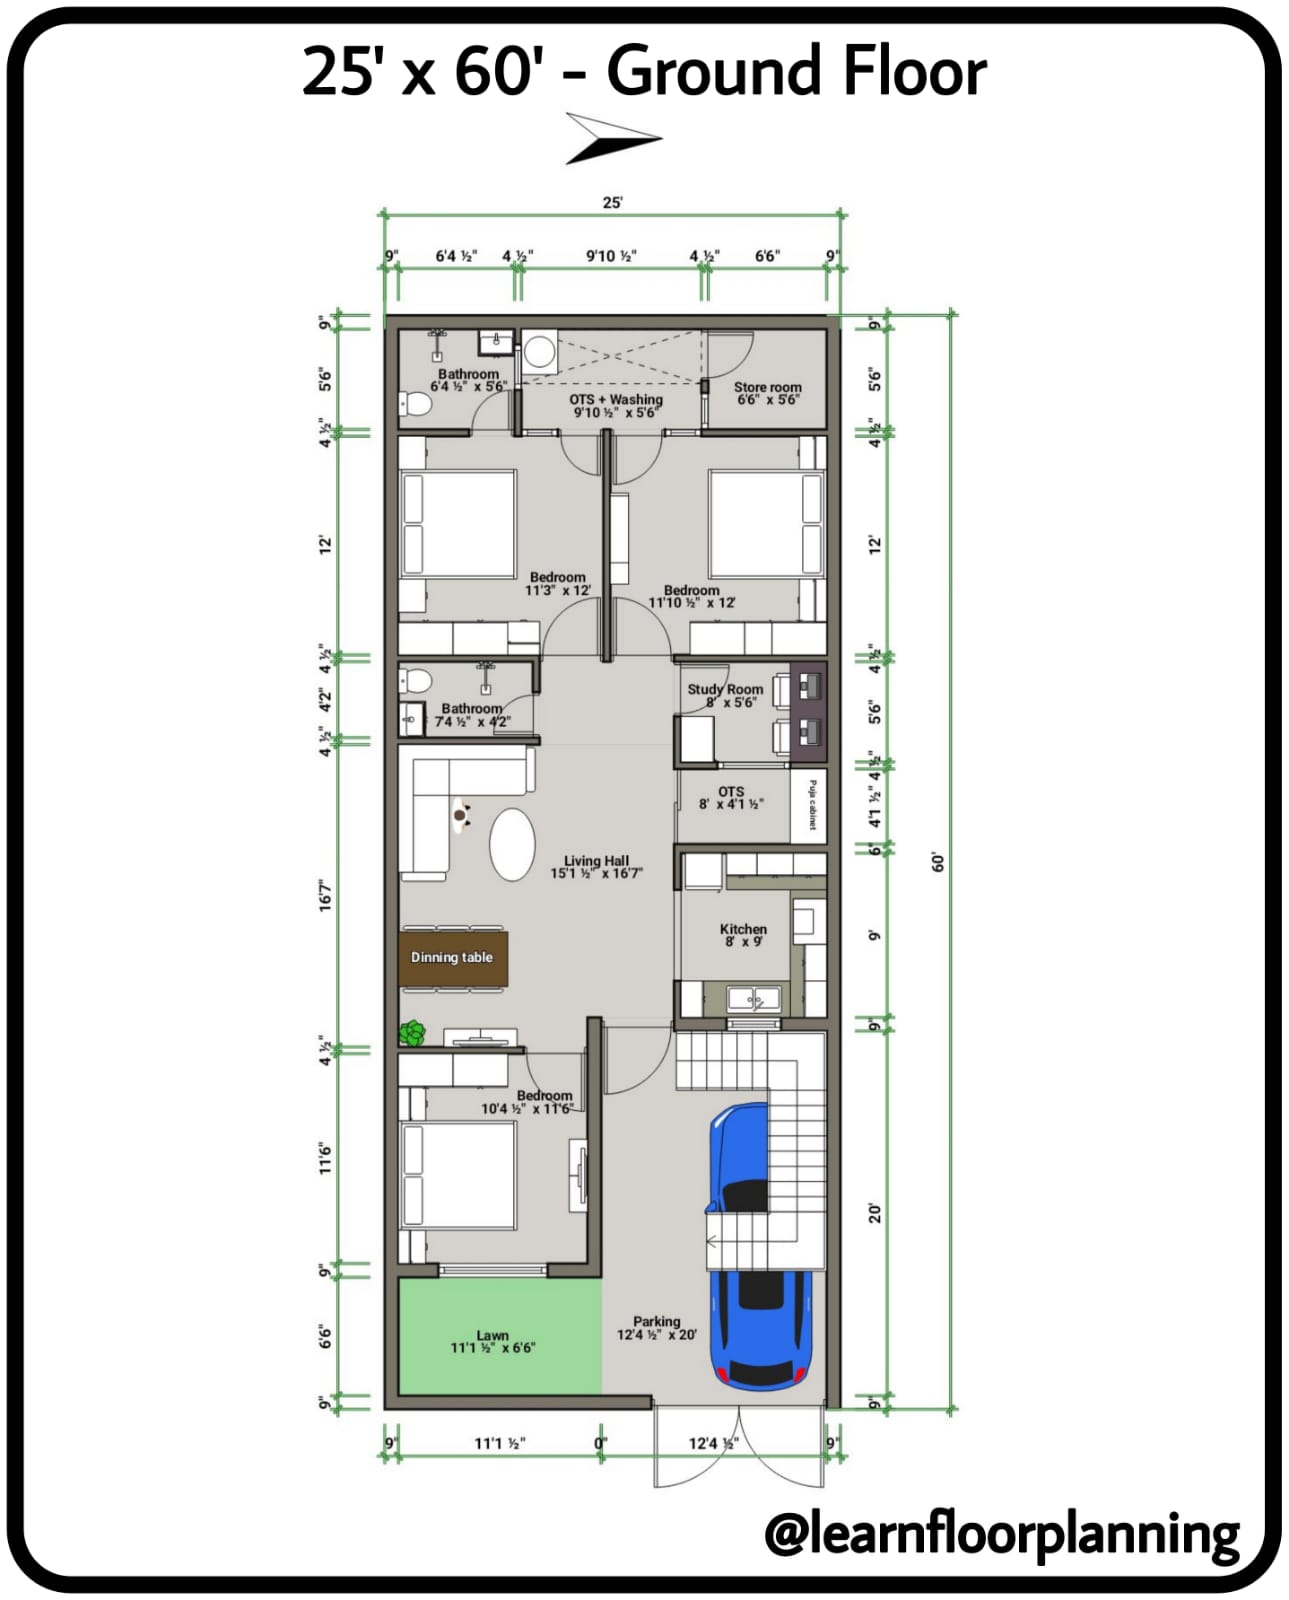 25' x 60' - Ground Floor
25'
9" 6'4 ½" 4 ½" 9'10 ½" 4 ½" 6'6" 9"
9"
5'6"
4 ½"
12'
4 ½"
4'2"
4 ½"
16'7"
4 ½"
11'6"
9"
6'6"
9"
Bathroom
6'4 ½" x 5'6"
OTS + Washing
9'10 ½" x 5'6"
Store room
6'6" x 5'6"
Bedroom
11'3" x 12'
Bedroom
11'10 ½" x 12'
Bathroom
7'4 ½" x 4'2"
Study Room
8' x 5'6"
OTS
8' x 4'1 ½"
Puja cabinet
Living Hall
15'1 ½" x 16'7"
Kitchen
8' x 9'
Dinning table
Bedroom
10'4 ½" x 11'6"
Lawn
11'1 ½" x 6'6"
Parking
12'4 ½" x 20'
9"
5'6"
4 ½"
12'
4 ½"
5'6"
4 ½"
4'1 ½"
6"
9'
9"
20'
9"
60'
9" 11'1 ½" 0" 12'4 ½" 9"
@learnfloorplanning